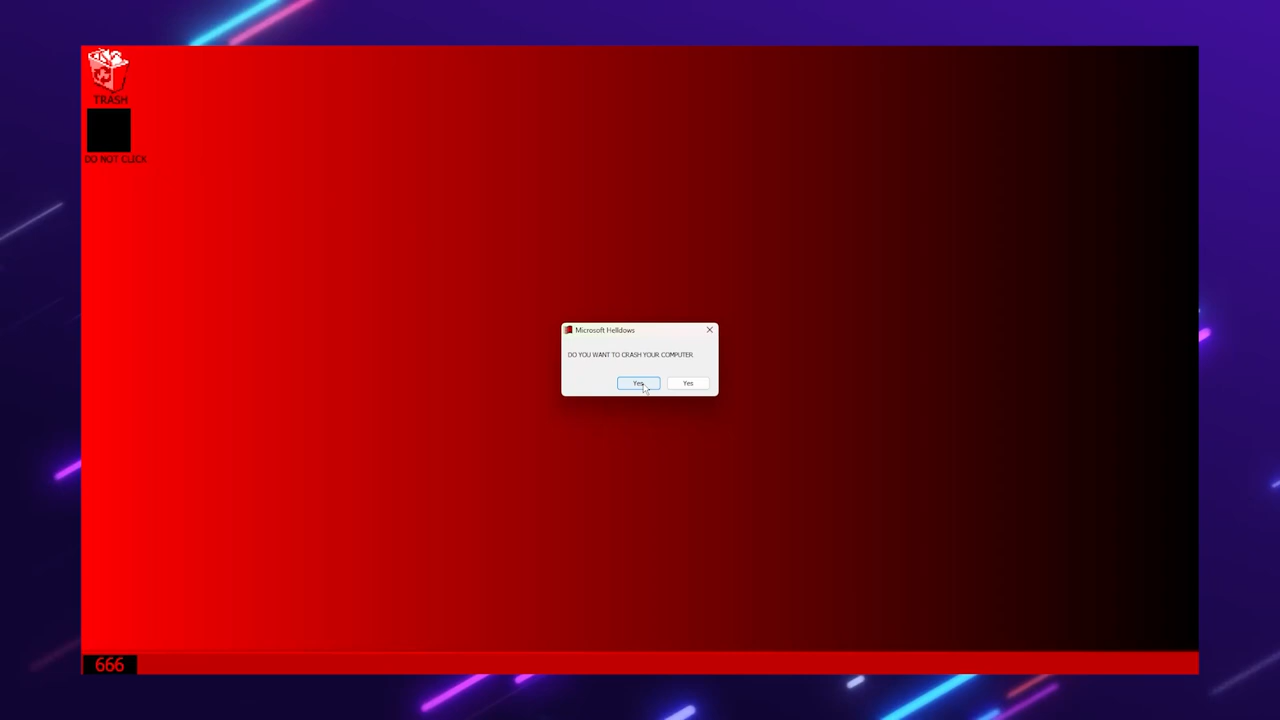 TRASH
DO NOT CLICK
Microsoft Helldows
DO YOU WANT TO CRASH YOUR COMPUTER
Yes Yes
666